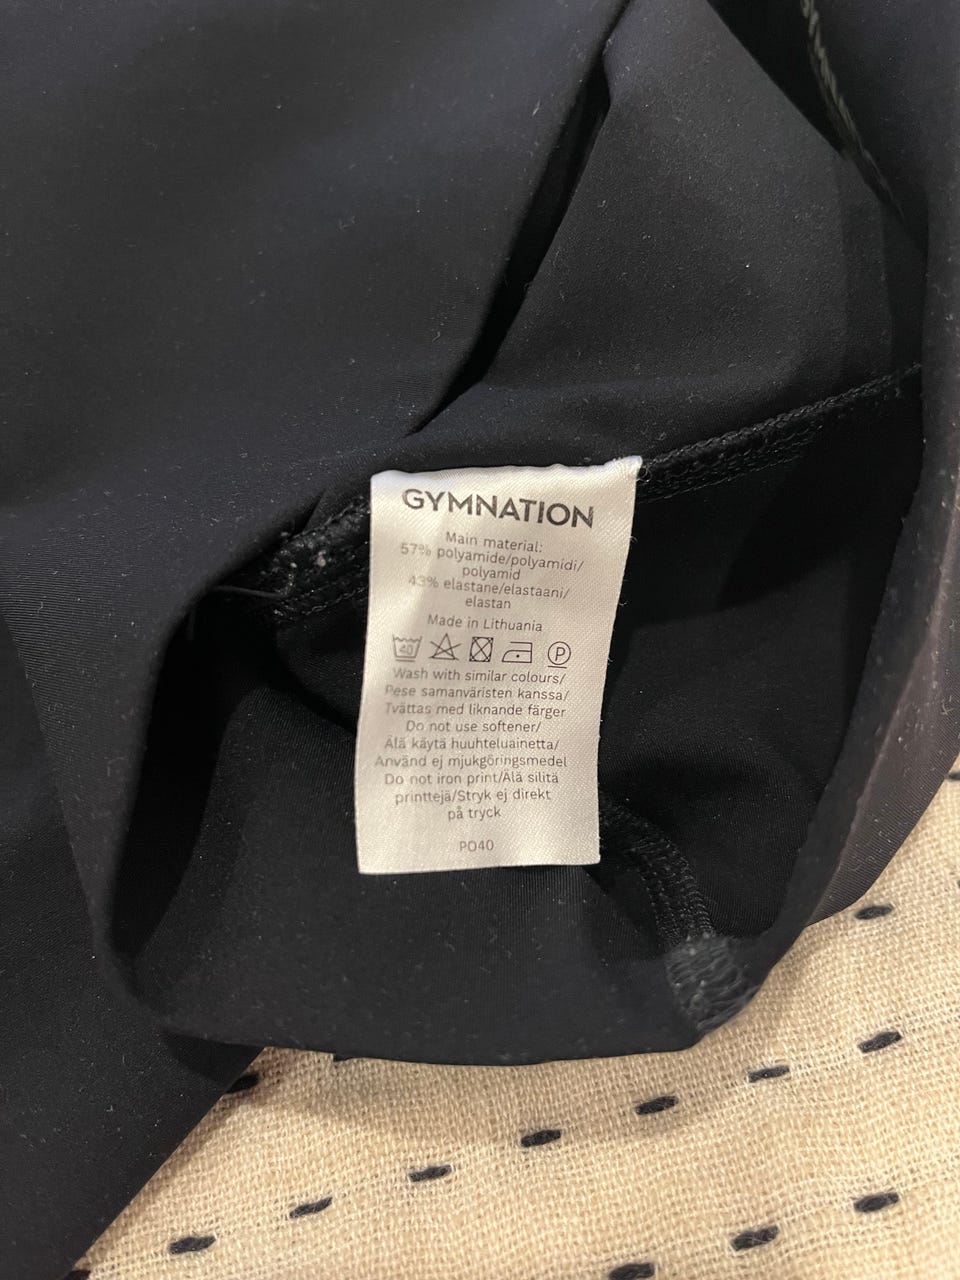 GYMNATION
Main material:
57% polyamide/polyamidi/
polyamid
43% elastane/elastaani/
elastan
Made in Lithuania
40 P
Wash with similar colours/
Pese samanväristen kanssa/
Tvättas med liknande färger
Do not use softener/
Älä käytä huuhteluainetta/
Använd ej mjukgöringsmedel
Do not iron print/Älä silitä
printtejä/Stryk ej direkt
på tryck
PO40